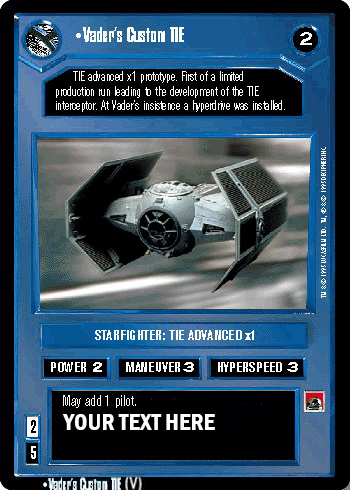 •Vader's Custom TIE
2
TIE advanced x1 prototype. First of a limited
production run leading to the development of the TIE
interceptor. At Vader's insistence a hyperdrive was installed.
STARFIGHTER: TIE ADVANCED x1
POWER 2 MANEUVER 3 HYPERSPEED 3
May add 1 pilot.
YOUR TEXT HERE
2
5
•Vader's Custom TIE (V)